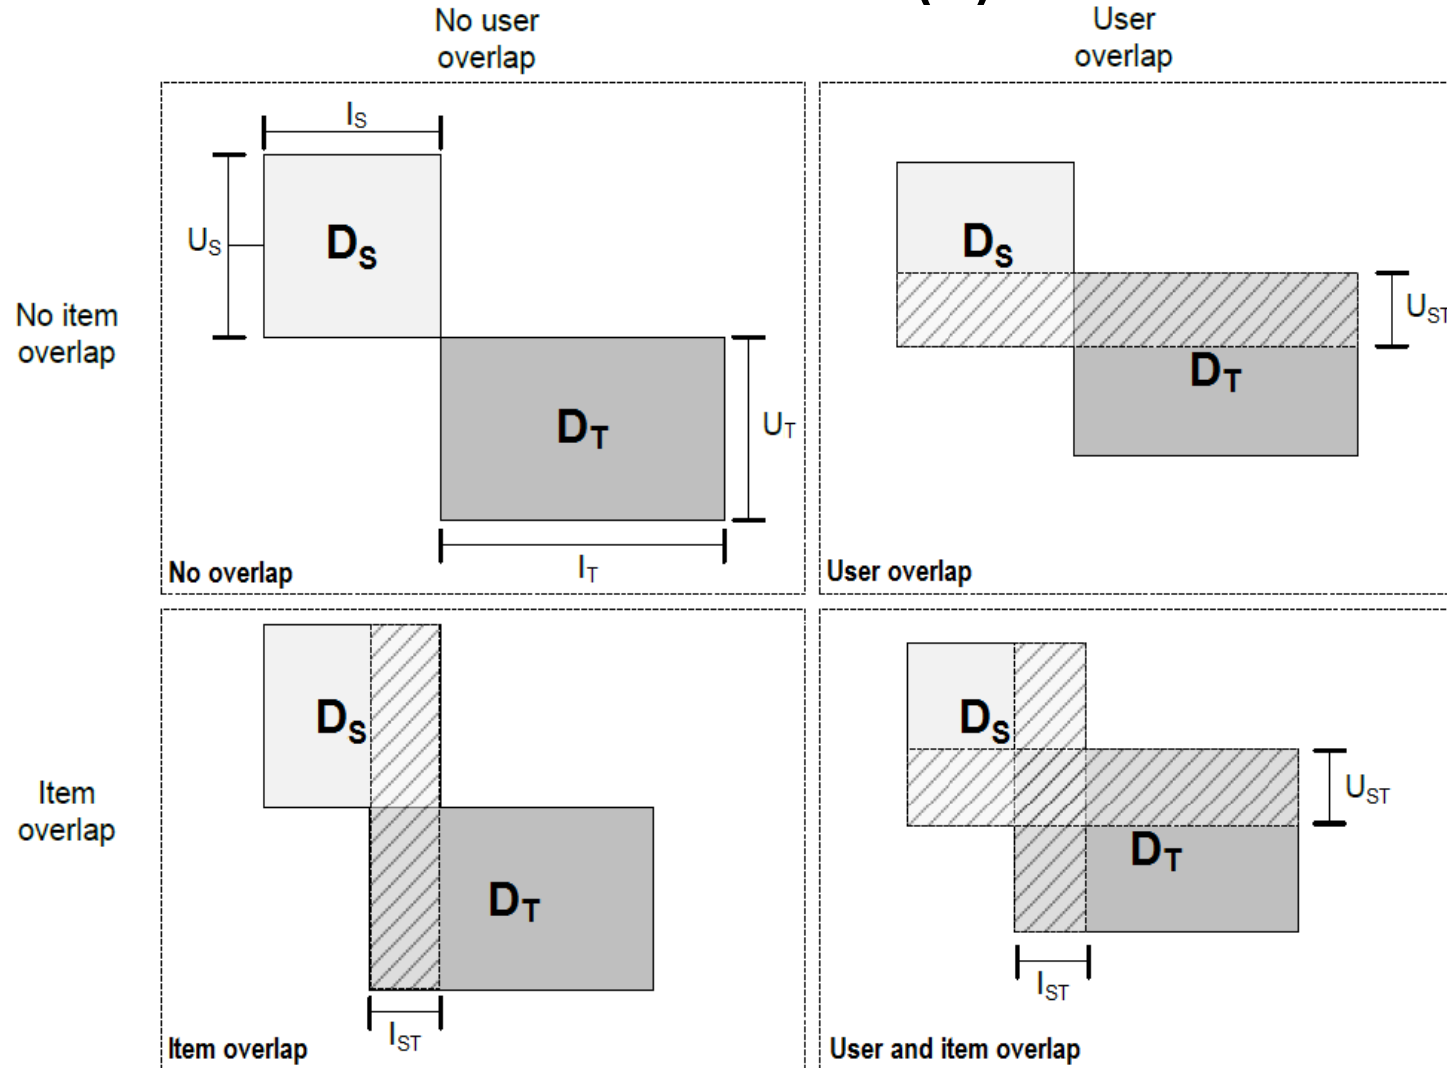 No user
overlap
User
overlap
No item
overlap
Item
overlap
I_S
U_S
D_S
D_T
U_T
I_T
No overlap
D_S
U_ST
D_T
User overlap
D_S
D_T
I_ST
Item overlap
D_S
U_ST
D_T
I_ST
User and item overlap